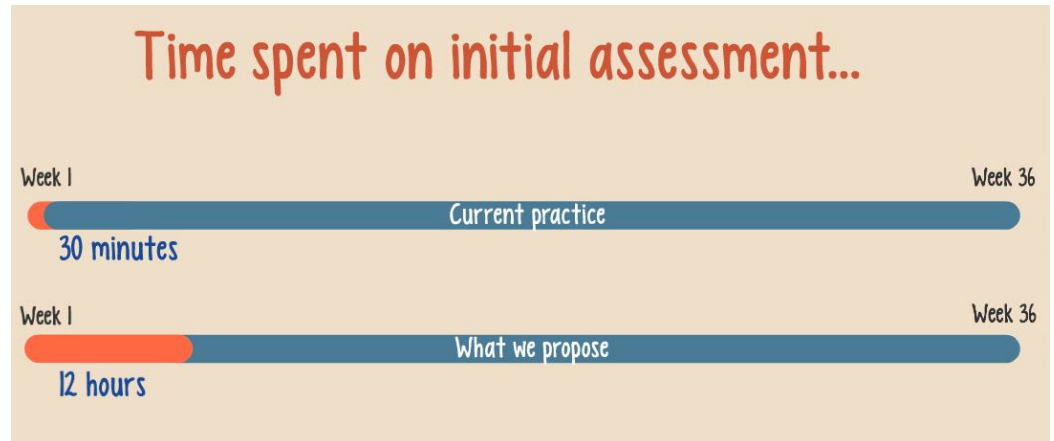 Time spent on initial assessment...
Week 1 Week 36
Current practice
30 minutes
Week 1 Week 36
What we propose
12 hours